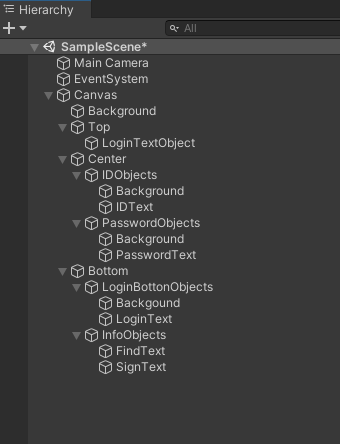 Hierarchy
All
SampleScene*
Main Camera
EventSystem
Canvas
Background
Top
LoginTextObject
Center
IDObjects
Background
IDText
PasswordObjects
Background
PasswordText
Bottom
LoginBottonObjects
Backgound
LoginText
InfoObjects
FindText
SignText